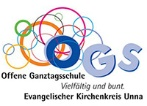 OGS
Offene Ganztagsschule
Vielfältig und bunt.
Evangelischer Kirchenkreis Unna